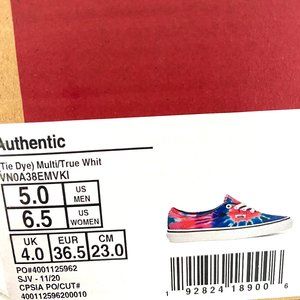 Authentic
(Tie Dye) Multi/True Whit
VN0A38EMVKI
5.0 US MEN
6.5 US WOMEN
UK EUR CM
4.0 36.5 23.0
PO#4001125962
SJV - 11/20
CPSIA PO/CUT#
400112596200010
1 92824 18900 6